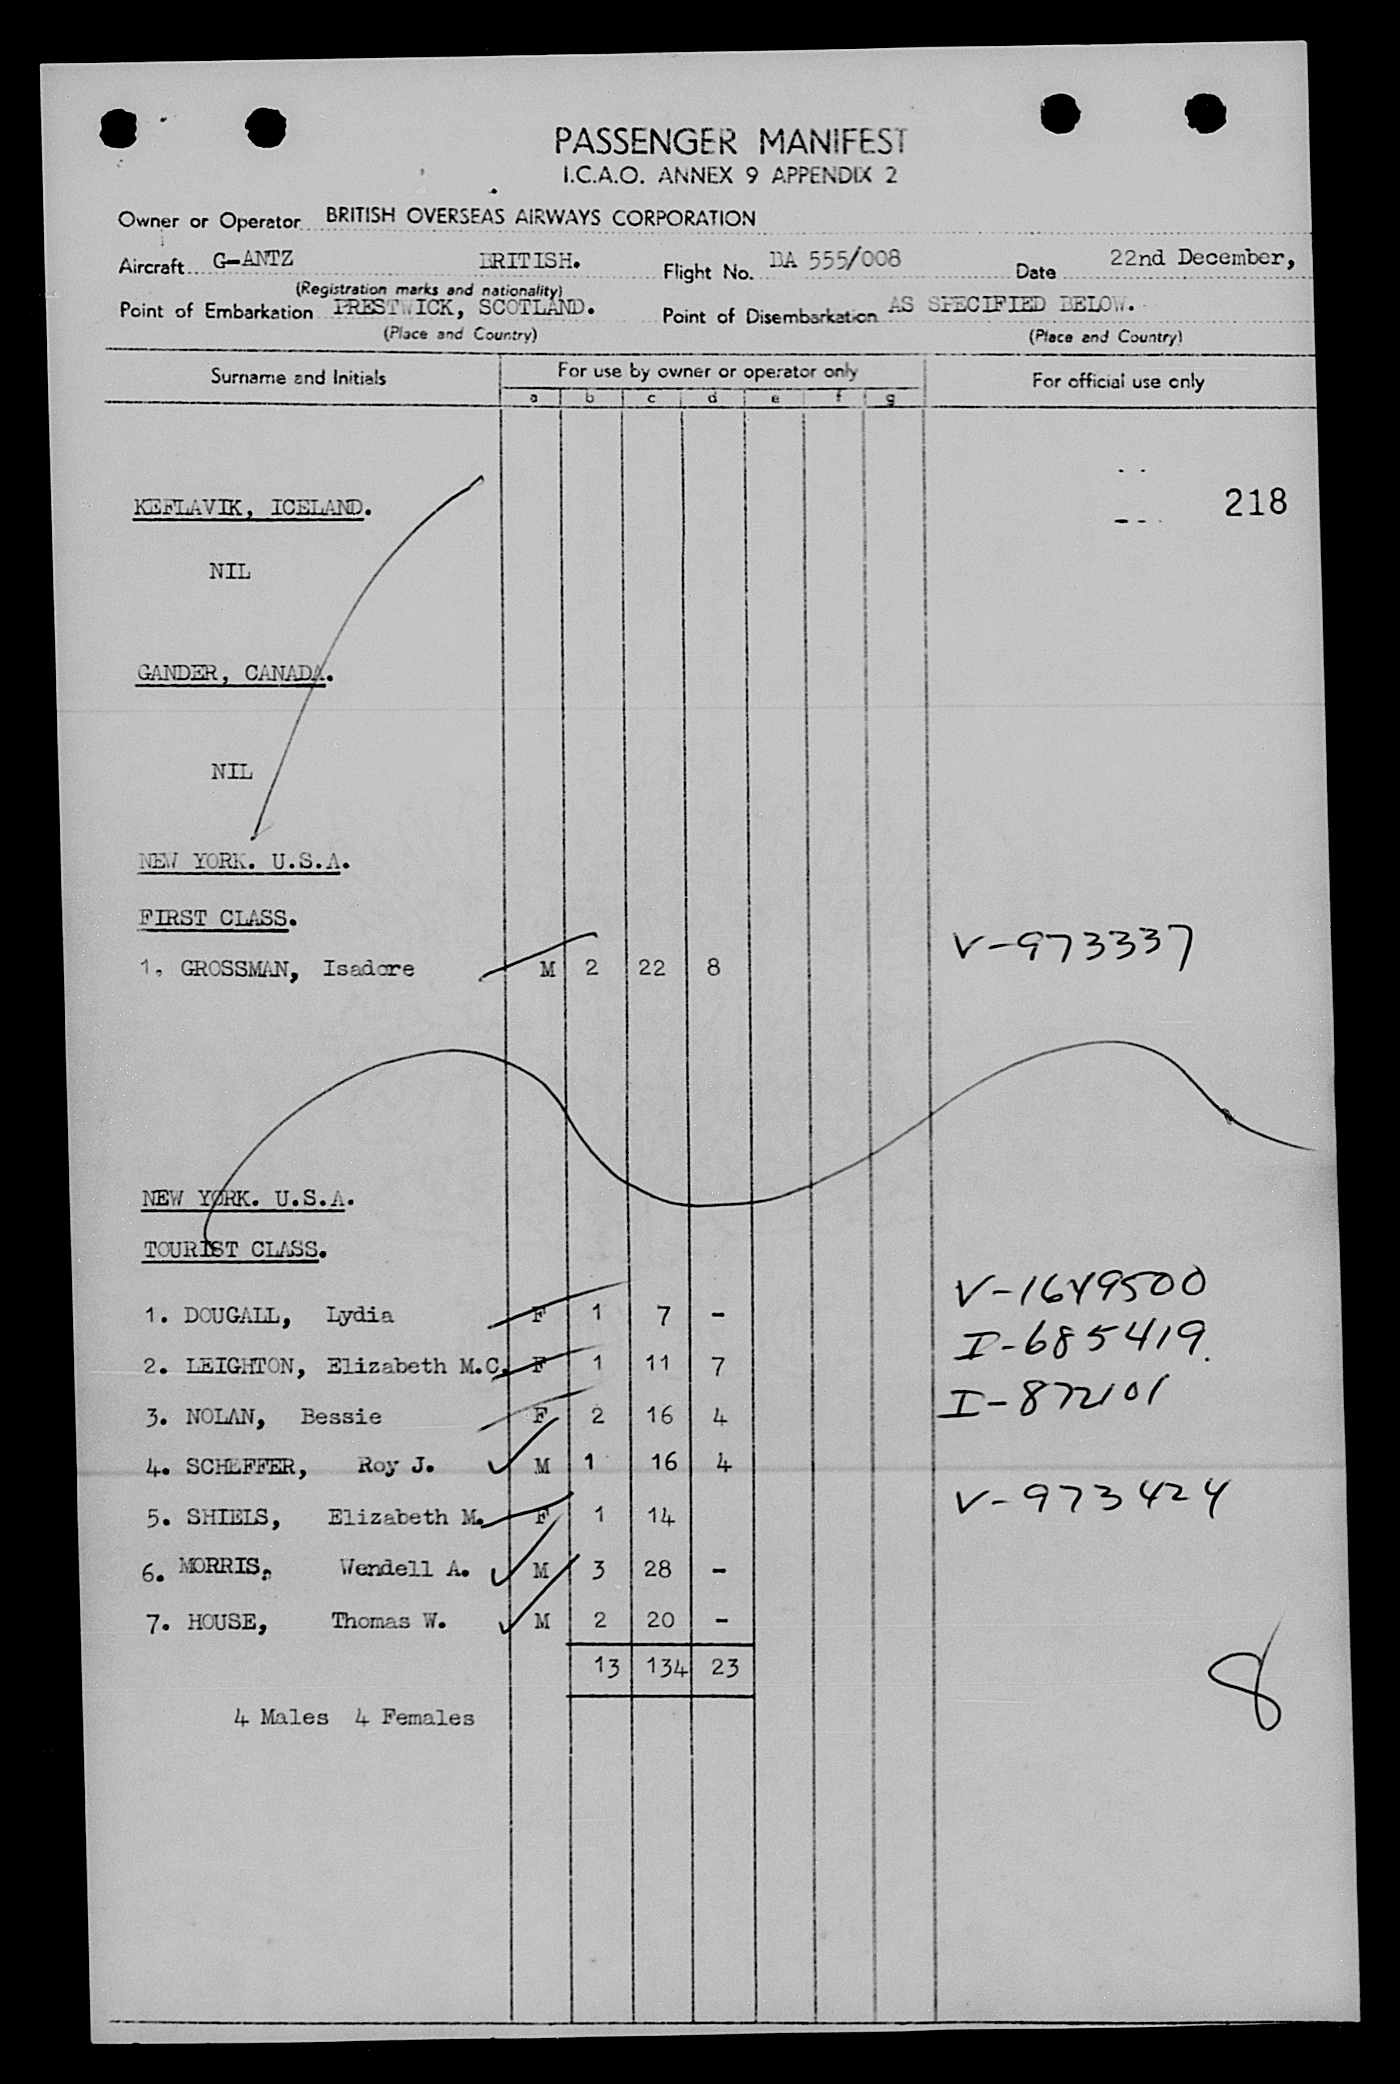 PASSENGER MANIFEST
I.C.A.O. ANNEX 9 APPENDIX 2
Owner or Operator BRITISH OVERSEAS AIRWAYS CORPORATION
Aircraft G-ANTZ BRITISH. Flight No. BA 555/008 Date 22nd December,
(Registration marks and nationality)
Point of Embarkation PRESTWICK, SCOTLAND. Point of Disembarkation AS SPECIFIED BELOW.
(Place and Country) (Place and Country)
Surname and Initials For use by owner or operator only For official use only
a b c d e f g
KEFLAVIK, ICELAND. 218
NIL
GANDER, CANADA.
NIL
NEW YORK. U.S.A.
FIRST CLASS.
1, GROSSMAN, Isadore M 2 22 8 V-973337
NEW YORK. U.S.A.
TOURIST CLASS.
1. DOUGALL, Lydia F 1 7 - V-1649500
2. LEIGHTON, Elizabeth M.C. F 1 11 7 I-685419.
3. NOLAN, Bessie F 2 16 4 I-872101
4. SCHEFFER, Roy J. M 1 16 4
5. SHIELS, Elizabeth M. F 1 14 V-973424
6. MORRIS, Wendell A. M 3 28 -
7. HOUSE, Thomas W. M 2 20 -
13 134 23
4 Males 4 Females 8